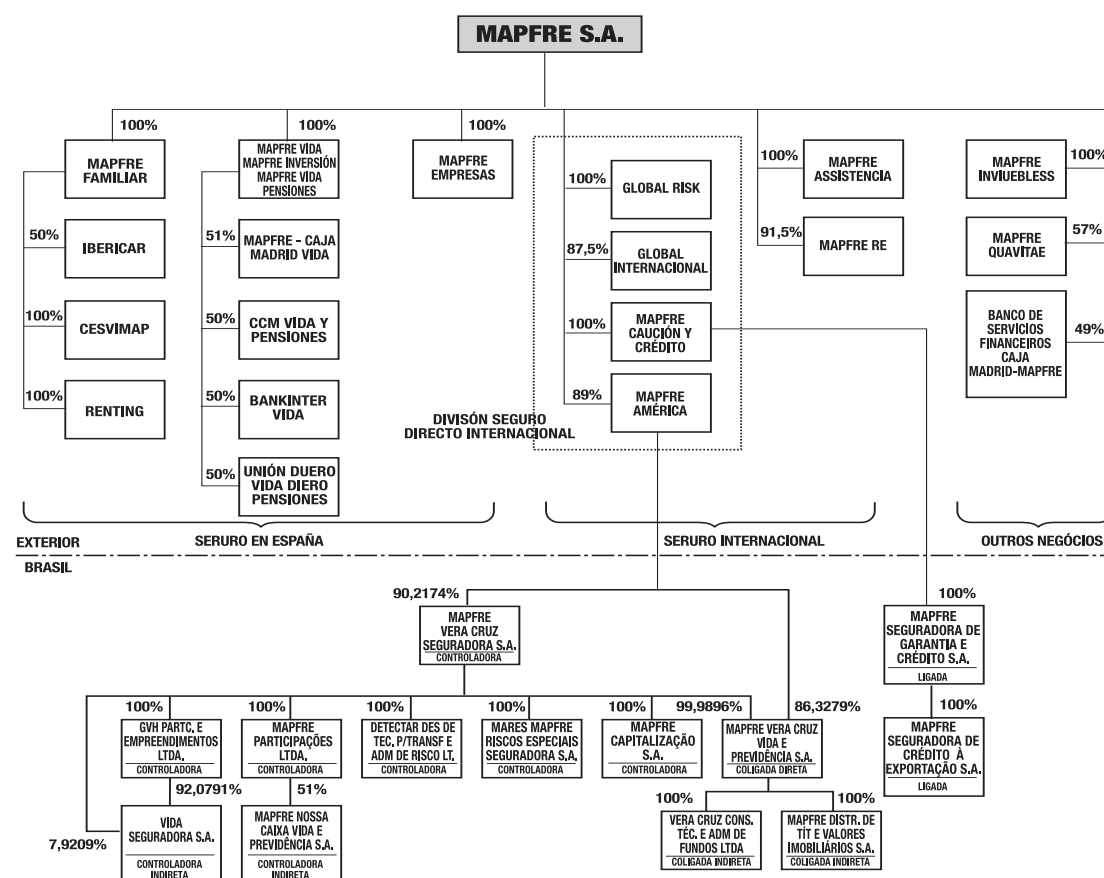 MAPFRE S.A.
100%
MAPFRE
FAMILIAR
50%
IBERICAR
100%
CESVIMAP
100%
RENTING
100%
MAPFRE VIDA
MAPFRE INVERSIÓN
MAPFRE VIDA
PENSIONES
51%
MAPFRE - CAJA
MADRID VIDA
50%
CCM VIDA Y
PENSIONES
50%
BANKINTER
VIDA
50%
UNIÓN DUERO
VIDA DIERO
PENSIONES
100%
MAPFRE
EMPRESAS
DIVISÓN SEGURO
DIRECTO INTERNACIONAL
100%
GLOBAL RISK
87,5%
GLOBAL
INTERNACIONAL
100%
MAPFRE
CAUCIÓN Y
CRÉDITO
89%
MAPFRE
AMÉRICA
100%
MAPFRE
ASSISTENCIA
91,5%
MAPFRE RE
MAPFRE
INVIUEBLESS
100%
MAPFRE
QUAVITAE
57%
BANCO DE
SERVICIOS
FINANCEIROS
CAJA
MADRID-MAPFRE
49%
EXTERIOR
SERURO EN ESPAÑA
SERURO INTERNACIONAL
OUTROS NEGÓCIOS
BRASIL
90,2174%
MAPFRE
VERA CRUZ
SEGURADORA S.A.
CONTROLADORA
100%
MAPFRE
SEGURADORA DE
GARANTIA E
CRÉDITO S.A.
LIGADA
100%
MAPFRE
SEGURADORA DE
CRÉDITO À
EXPORTAÇÃO S.A.
LIGADA
100%
GVH PARTC. E
EMPREENDIMENTOS
LTDA.
CONTROLADORA
100%
MAPFRE
PARTICIPAÇÕES
LTDA.
CONTROLADORA
100%
DETECTAR DES DE
TEC. P/TRANSF E
ADM DE RISCO LT.
CONTROLADORA
100%
MARES MAPFRE
RISCOS ESPECIAIS
SEGURADORA S.A.
CONTROLADORA
100%
MAPFRE
CAPITALIZAÇÃO
S.A.
CONTROLADORA
99,9896%
86,3279%
MAPFRE VERA CRUZ
VIDA E
PREVIDÊNCIA S.A.
COLIGADA DIRETA
7,9209%
92,0791%
VIDA
SEGURADORA S.A.
CONTROLADORA
INDIRETA
51%
MAPFRE NOSSA
CAIXA VIDA E
PREVIDÊNCIA S.A.
CONTROLADORA
INDIRETA
100%
VERA CRUZ CONS.
TÉC. E ADM DE
FUNDOS LTDA
COLIGADA INDIRETA
100%
MAPFRE DISTR. DE
TÍT E VALORES
IMOBILIÁRIOS S.A.
COLIGADA INDIRETA